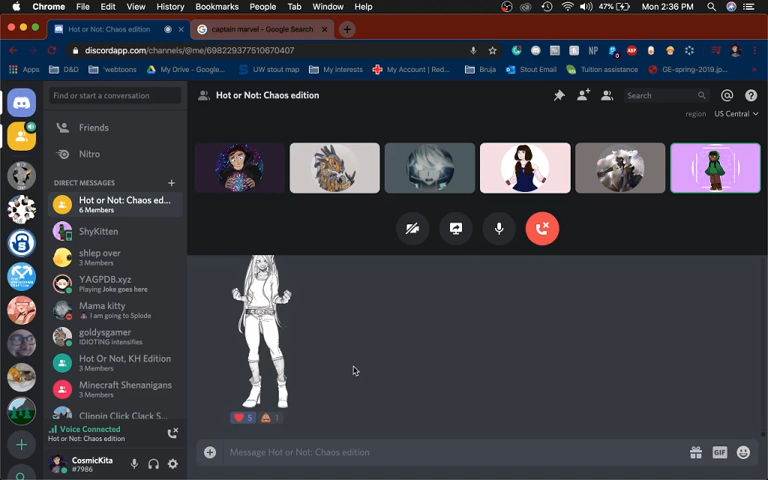 Chrome File Edit View History Bookmarks People Tab Window Help 47% Mon 2:36 PM
Hot or Not: Chaos edition captain marvel - Google Search
discordapp.com/channels/@me/698229377510670407
Apps D&D "webtoons My Drive - Google... UW stout map My interests My Account | Red... Bruja Stout Email Tuition assistance GE-spring-2019.jp...
Find or start a conversation
Hot or Not: Chaos edition
Search
region US Central
Friends
Nitro
DIRECT MESSAGES
Hot or Not: Chaos ed...
6 Members
ShyKitten
shlep over
3 Members
YAGPDB.xyz
Playing Joke goes here
Mama kitty
I am going to Splode
goldysgamer
!DIOTING intensifies
Hot Or Not, KH Edition
3 Members
Minecraft Shenanigans
3 Members
Clippin Click Clack S...
Voice Connected
Hot or Not: Chaos edition
CosmicKita
#7986
5 1
Message Hot or Not: Chaos edition
GIF